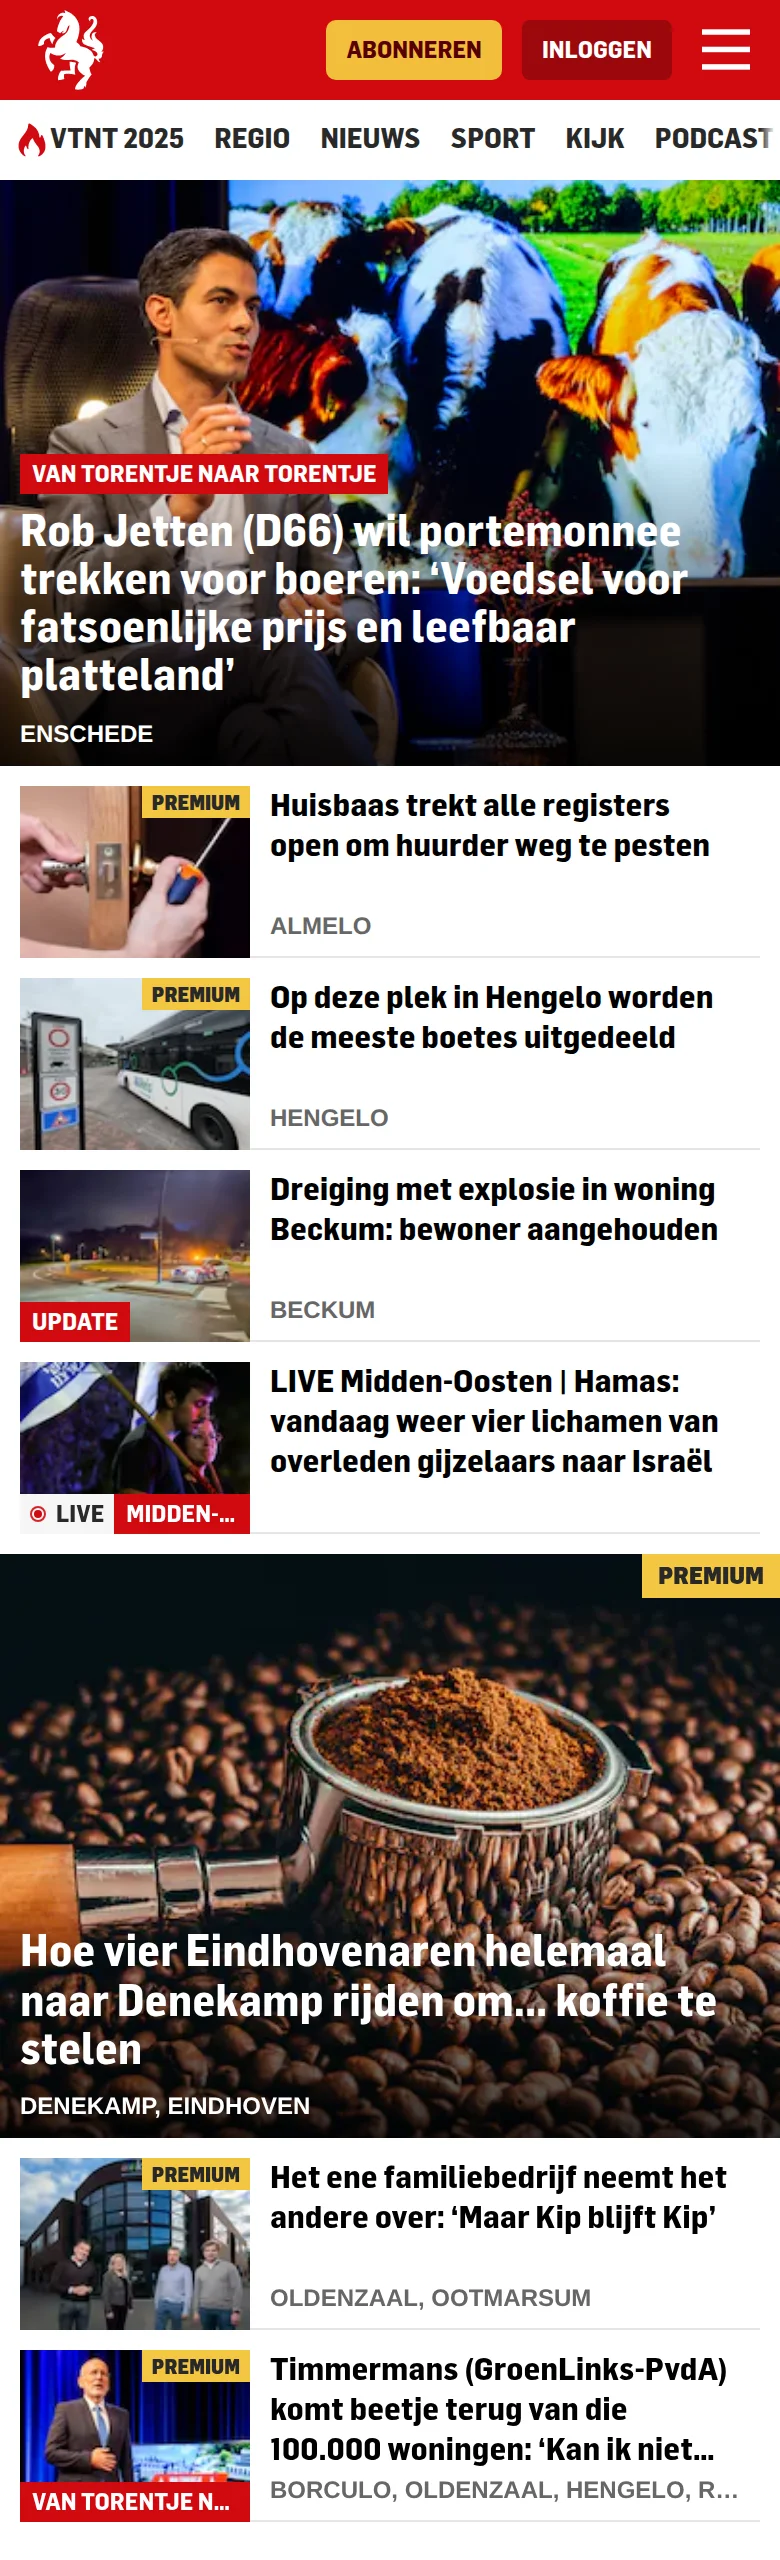 ABONNEREN
INLOGGEN
VTNT 2025 REGIO NIEUWS SPORT KIJK PODCAST
VAN TORENTJE NAAR TORENTJE
Rob Jetten (D66) wil portemonnee
trekken voor boeren: ‘Voedsel voor
fatsoenlijke prijs en leefbaar
platteland’
ENSCHEDE
PREMIUM
Huisbaas trekt alle registers
open om huurder weg te pesten
ALMELO
PREMIUM
Op deze plek in Hengelo worden
de meeste boetes uitgedeeld
HENGELO
Dreiging met explosie in woning
Beckum: bewoner aangehouden
UPDATE
BECKUM
LIVE Midden-Oosten | Hamas:
vandaag weer vier lichamen van
overleden gijzelaars naar Israël
LIVE MIDDEN-...
PREMIUM
Hoe vier Eindhovenaren helemaal
naar Denekamp rijden om... koffie te
stelen
DENEKAMP, EINDHOVEN
PREMIUM
Het ene familiebedrijf neemt het
andere over: ‘Maar Kip blijft Kip’
OLDENZAAL, OOTMARSUM
PREMIUM
Timmermans (GroenLinks-PvdA)
komt beetje terug van die
100.000 woningen: ‘Kan ik niet...
VAN TORENTJE N...
BORCULO, OLDENZAAL, HENGELO, R...